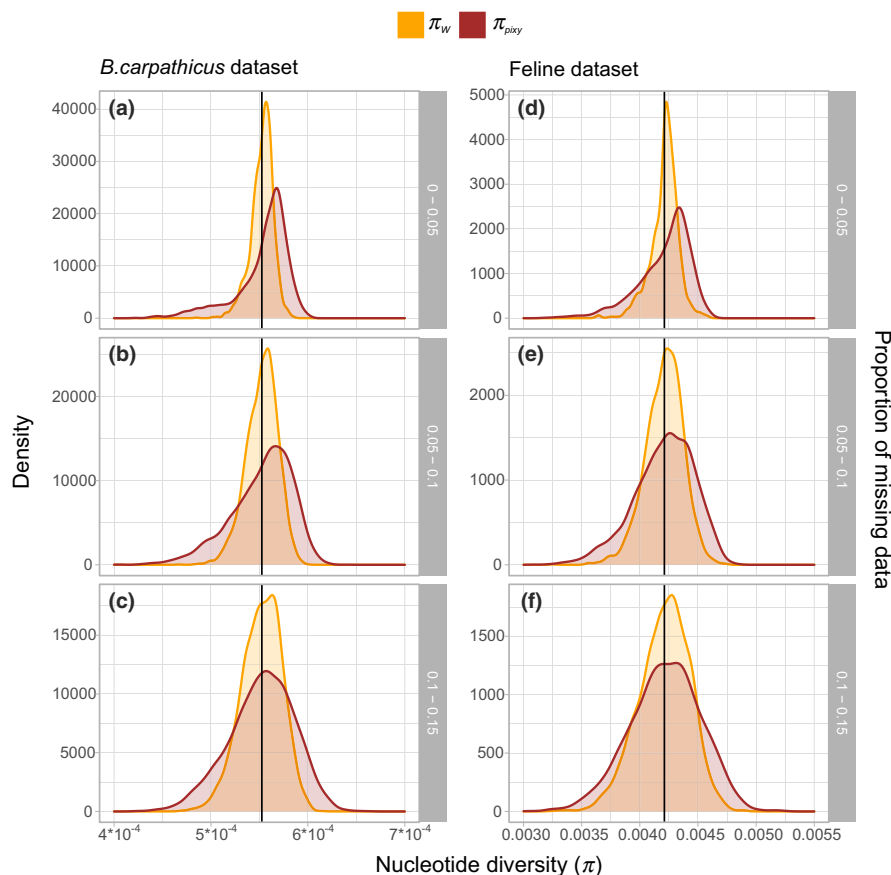 π_W π_pixy
B.carpathicus dataset
Feline dataset
(a)
40000
30000
20000
10000
0
0 − 0.05
(d)
5000
4000
3000
2000
1000
0
0 − 0.05
(b)
20000
10000
0
0.05 − 0.1
(e)
2000
1000
0
0.05 − 0.1
(c)
15000
10000
5000
0
0.1 − 0.15
(f)
1500
1000
500
0
0.1 − 0.15
4*10^-4 5*10^-4 6*10^-4 7*10^-4
0.0030 0.0035 0.0040 0.0045 0.0050 0.0055
Density
Proportion of missing data
Nucleotide diversity (π)